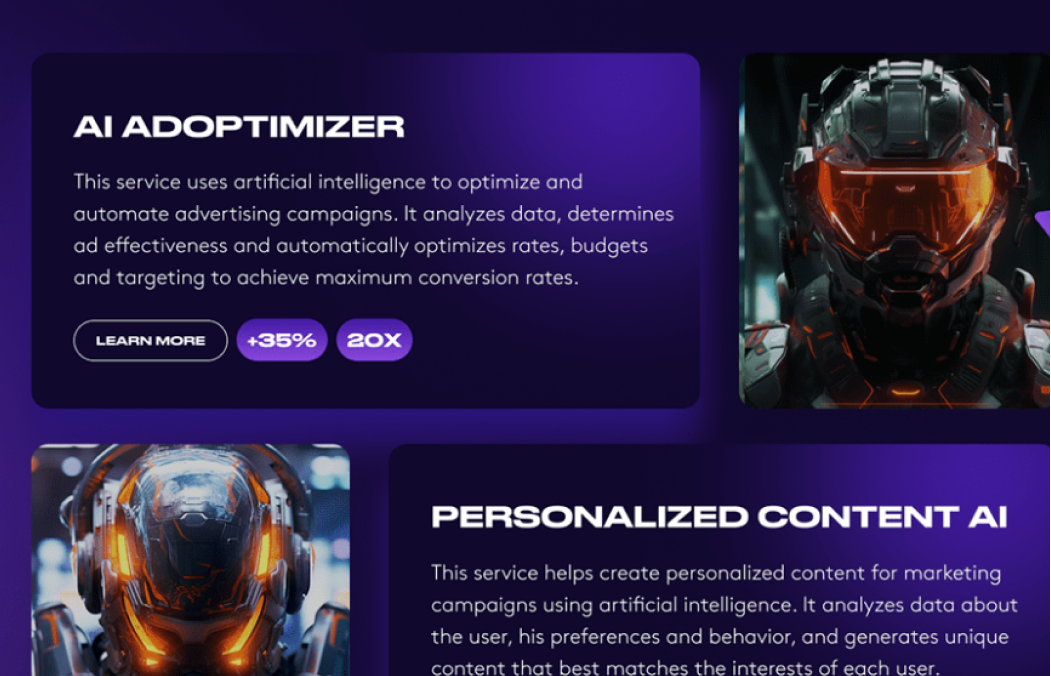 AI ADOPTIMIZER
This service uses artificial intelligence to optimize and
automate advertising campaigns. It analyzes data, determines
ad effectiveness and automatically optimizes rates, budgets
and targeting to achieve maximum conversion rates.
LEARN MORE +35% 20X
PERSONALIZED CONTENT AI
This service helps create personalized content for marketing
campaigns using artificial intelligence. It analyzes data about
the user, his preferences and behavior, and generates unique
content that best matches the interests of each user.